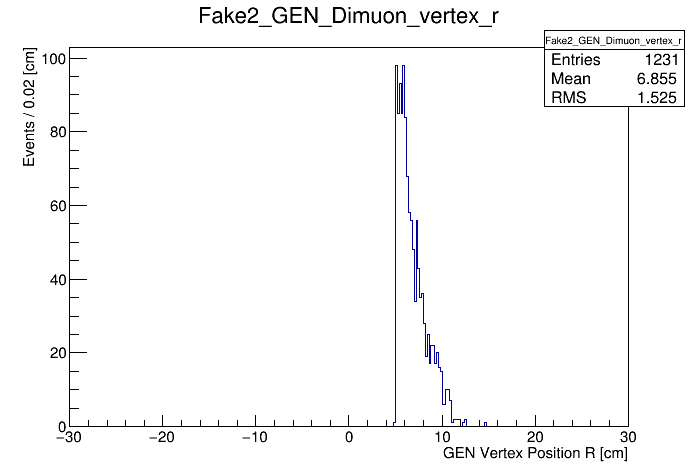 Fake2_GEN_Dimuon_vertex_r
Fake2_GEN_Dimuon_vertex_r
Entries 1231
Mean 6.855
RMS 1.525
Events / 0.02 [cm]
100
80
60
40
20
0
−30 −20 −10 0 10 20 30
GEN Vertex Position R [cm]